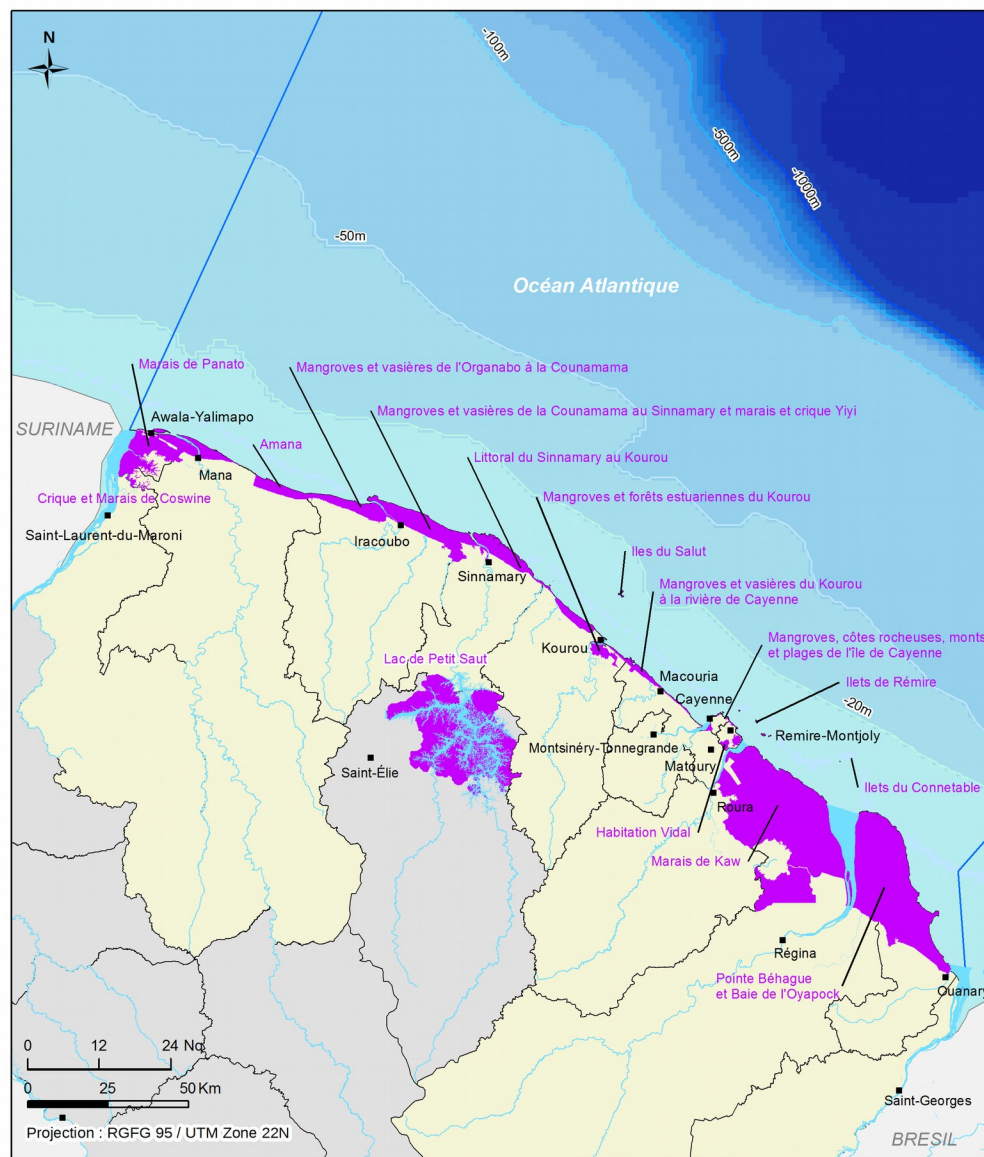 N
-100m
-500m
-1000m
-50m
Océan Atlantique
Marais de Panato
Mangroves et vasières de l'Organabo à la Counamama
Awala-Yalimapo
Mangroves et vasières de la Counamama au Sinnamary et marais et crique Yiyi
SURINAME
Amana
Littoral du Sinnamary au Kourou
Mana
Crique et Marais de Coswine
Mangroves et forêts estuariennes du Kourou
Saint-Laurent-du-Maroni
Iracoubo
Iles du Salut
Sinnamary
Mangroves et vasières du Kourou
à la rivière de Cayenne
Kourou
Mangroves, côtes rocheuses, monts
et plages de l'île de Cayenne
Lac de Petit Saut
Macouria
Ilets de Rémire
Cayenne
-20m
Remire-Montjoly
Montsinéry-Tonnegrande
Matoury
Saint-Élie
Ilets du Connetable
Roura
Habitation Vidal
Marais de Kaw
Régina
Pointe Béhague
et Baie de l'Oyapock
Ouanary
0 12 24 Nq
0 25 50 Km
Saint-Georges
Projection : RGFG 95 / UTM Zone 22N
BRESIL